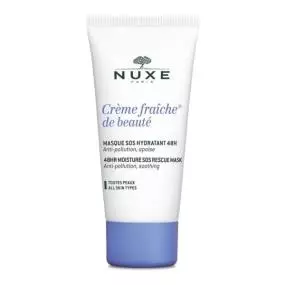 NUXE
PARIS
Crème fraîche®
de beauté
MASQUE SOS HYDRATANT 48H
Anti-pollution, apaise
48HR MOISTURE SOS RESCUE MASK
Anti-pollution, soothing
TOUTES PEAUX
ALL SKIN TYPES